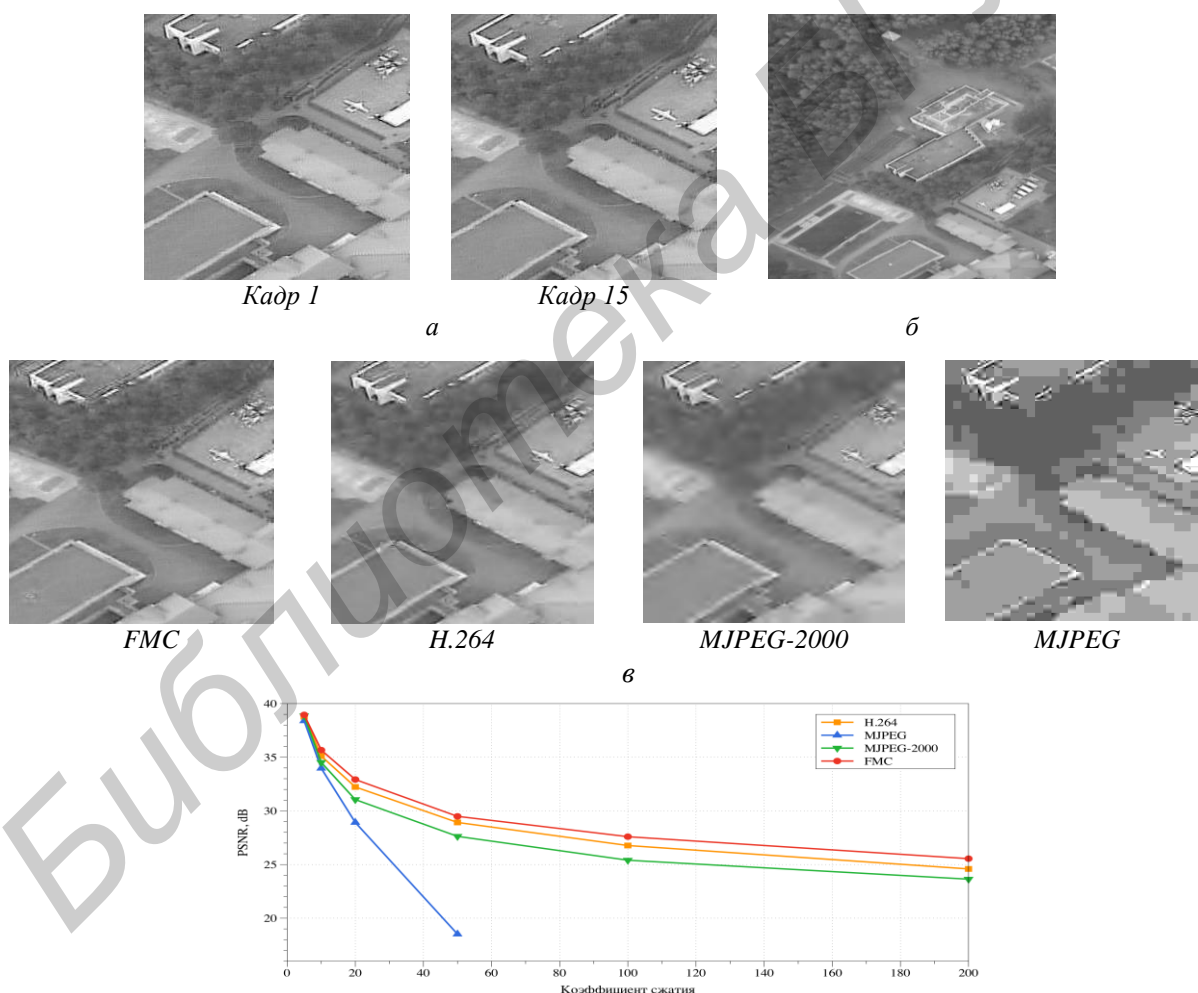 Кадр 1
Кадр 15
а
б
FMC
H.264
MJPEG-2000
MJPEG
в
40
35
30
25
20
PSNR, dB
H.264
MJPEG
MJPEG-2000
FMC
0 20 40 60 80 100 120 140 160 180 200
Коэффициент сжатия
Библиотека